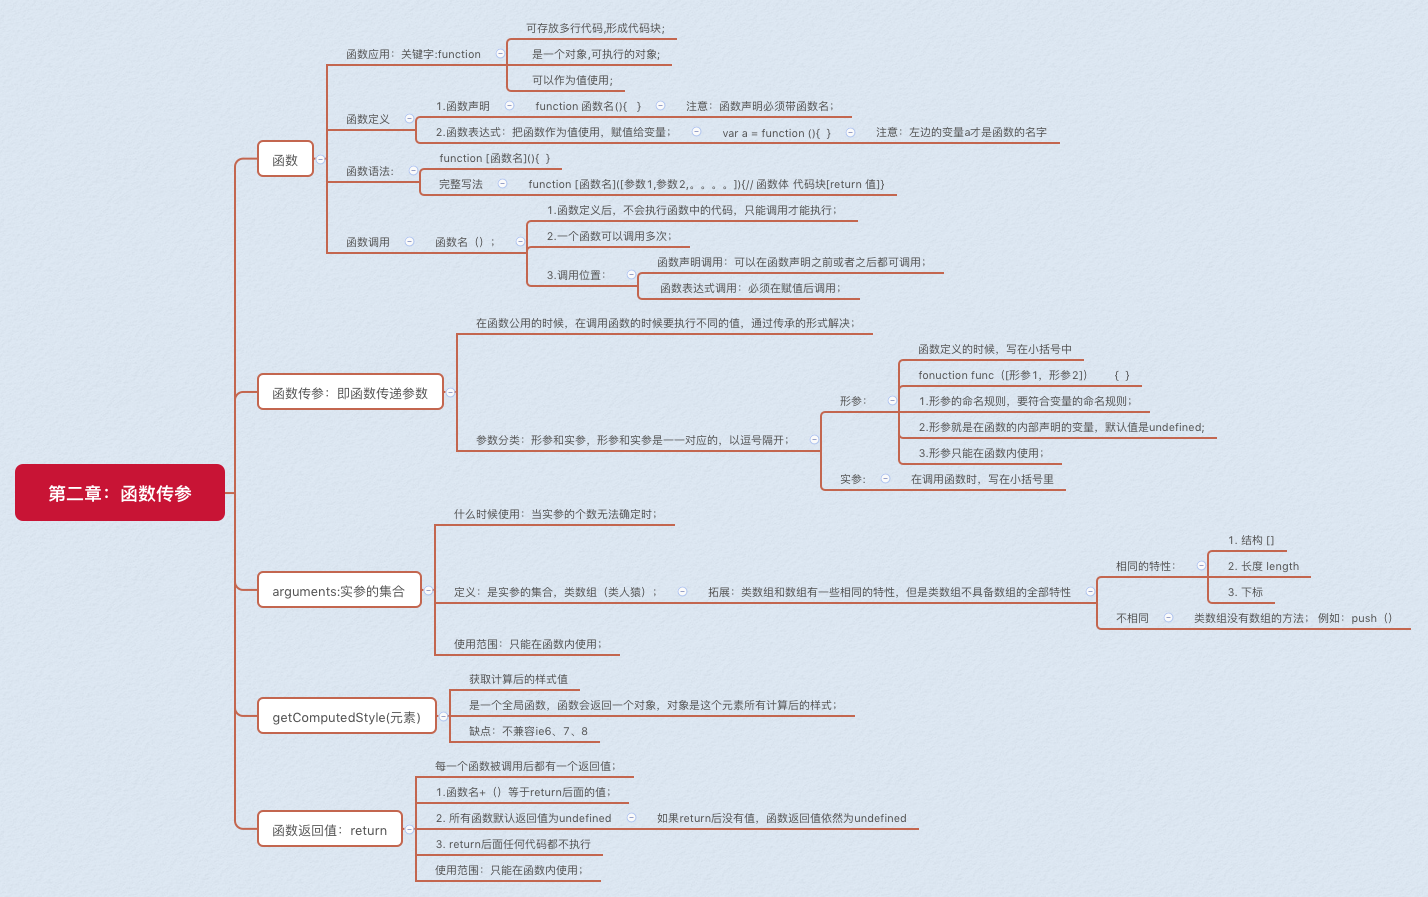 第二章：函数传参
函数
函数应用：关键字:function
可存放多行代码,形成代码块;
是一个对象,可执行的对象;
可以作为值使用;
函数定义
1.函数声明
function 函数名(){   }
注意：函数声明必须带函数名；
2.函数表达式：把函数作为值使用，赋值给变量；
var a = function (){  }
注意：左边的变量a才是函数的名字
函数语法:
function [函数名](){  }
完整写法
function [函数名]([参数1,参数2,。。。。]){// 函数体 代码块[return 值]}
函数调用
函数名（）；
1.函数定义后，不会执行函数中的代码，只能调用才能执行；
2.一个函数可以调用多次；
3.调用位置：
函数声明调用：可以在函数声明之前或者之后都可调用；
函数表达式调用：必须在赋值后调用；
函数传参：即函数传递参数
在函数公用的时候，在调用函数的时候要执行不同的值，通过传承的形式解决；
参数分类：形参和实参，形参和实参是一一对应的，以逗号隔开；
形参：
函数定义的时候，写在小括号中
fonuction func（[形参1，形参2]）      {  }
1.形参的命名规则，要符合变量的命名规则；
2.形参就是在函数的内部声明的变量，默认值是undefined;
3.形参只能在函数内使用；
实参:
在调用函数时，写在小括号里
arguments:实参的集合
什么时候使用：当实参的个数无法确定时；
定义：是实参的集合，类数组（类人猿）；
拓展：类数组和数组有一些相同的特性，但是类数组不具备数组的全部特性
相同的特性：
1. 结构 []
2. 长度 length
3. 下标
不相同
类数组没有数组的方法； 例如：push（）
使用范围：只能在函数内使用；
getComputedStyle(元素)
获取计算后的样式值
是一个全局函数，函数会返回一个对象，对象是这个元素所有计算后的样式；
缺点：不兼容ie6、7、8
函数返回值：return
每一个函数被调用后都有一个返回值；
1.函数名+（）等于return后面的值；
2. 所有函数默认返回值为undefined
如果return后没有值，函数返回值依然为undefined
3. return后面任何代码都不执行
使用范围：只能在函数内使用；